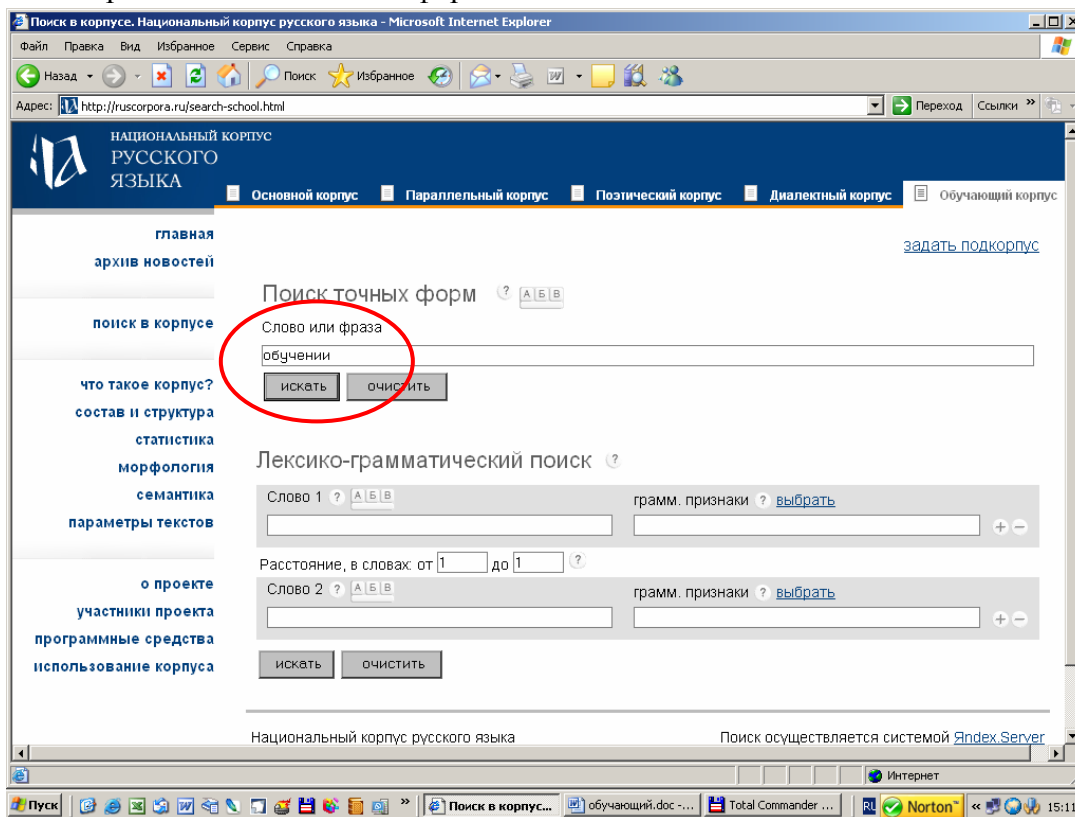 Поиск в корпусе. Национальный корпус русского языка - Microsoft Internet Explorer
Файл Правка Вид Избранное Сервис Справка
Назад Поиск Избранное
Адрес: http://ruscorpora.ru/search-school.html Переход Ссылки »
НАЦИОНАЛЬНЫЙ КОРПУС
РУССКОГО
ЯЗЫКА
Основной корпус Параллельный корпус Поэтический корпус Диалектный корпус Обучающий корпус
главная
архив новостей
поиск в корпусе
что такое корпус?
состав и структура
статистика
морфология
семантика
параметры текстов
о проекте
участники проекта
программные средства
использование корпуса
задать подкорпус
Поиск точных форм ? А Б В
Слово или фраза
обучении
искать очистить
Лексико-грамматический поиск ?
Слово 1 ? А Б В грамм. признаки ? выбрать
Расстояние, в словах: от 1 до 1 ?
Слово 2 ? А Б В грамм. признаки ? выбрать
искать очистить
Национальный корпус русского языка Поиск осуществляется системой Яndex.Server
Интернет
Пуск » Поиск в корпус... обучающий.doc -... Total Commander ... RU Norton™ « 15:11